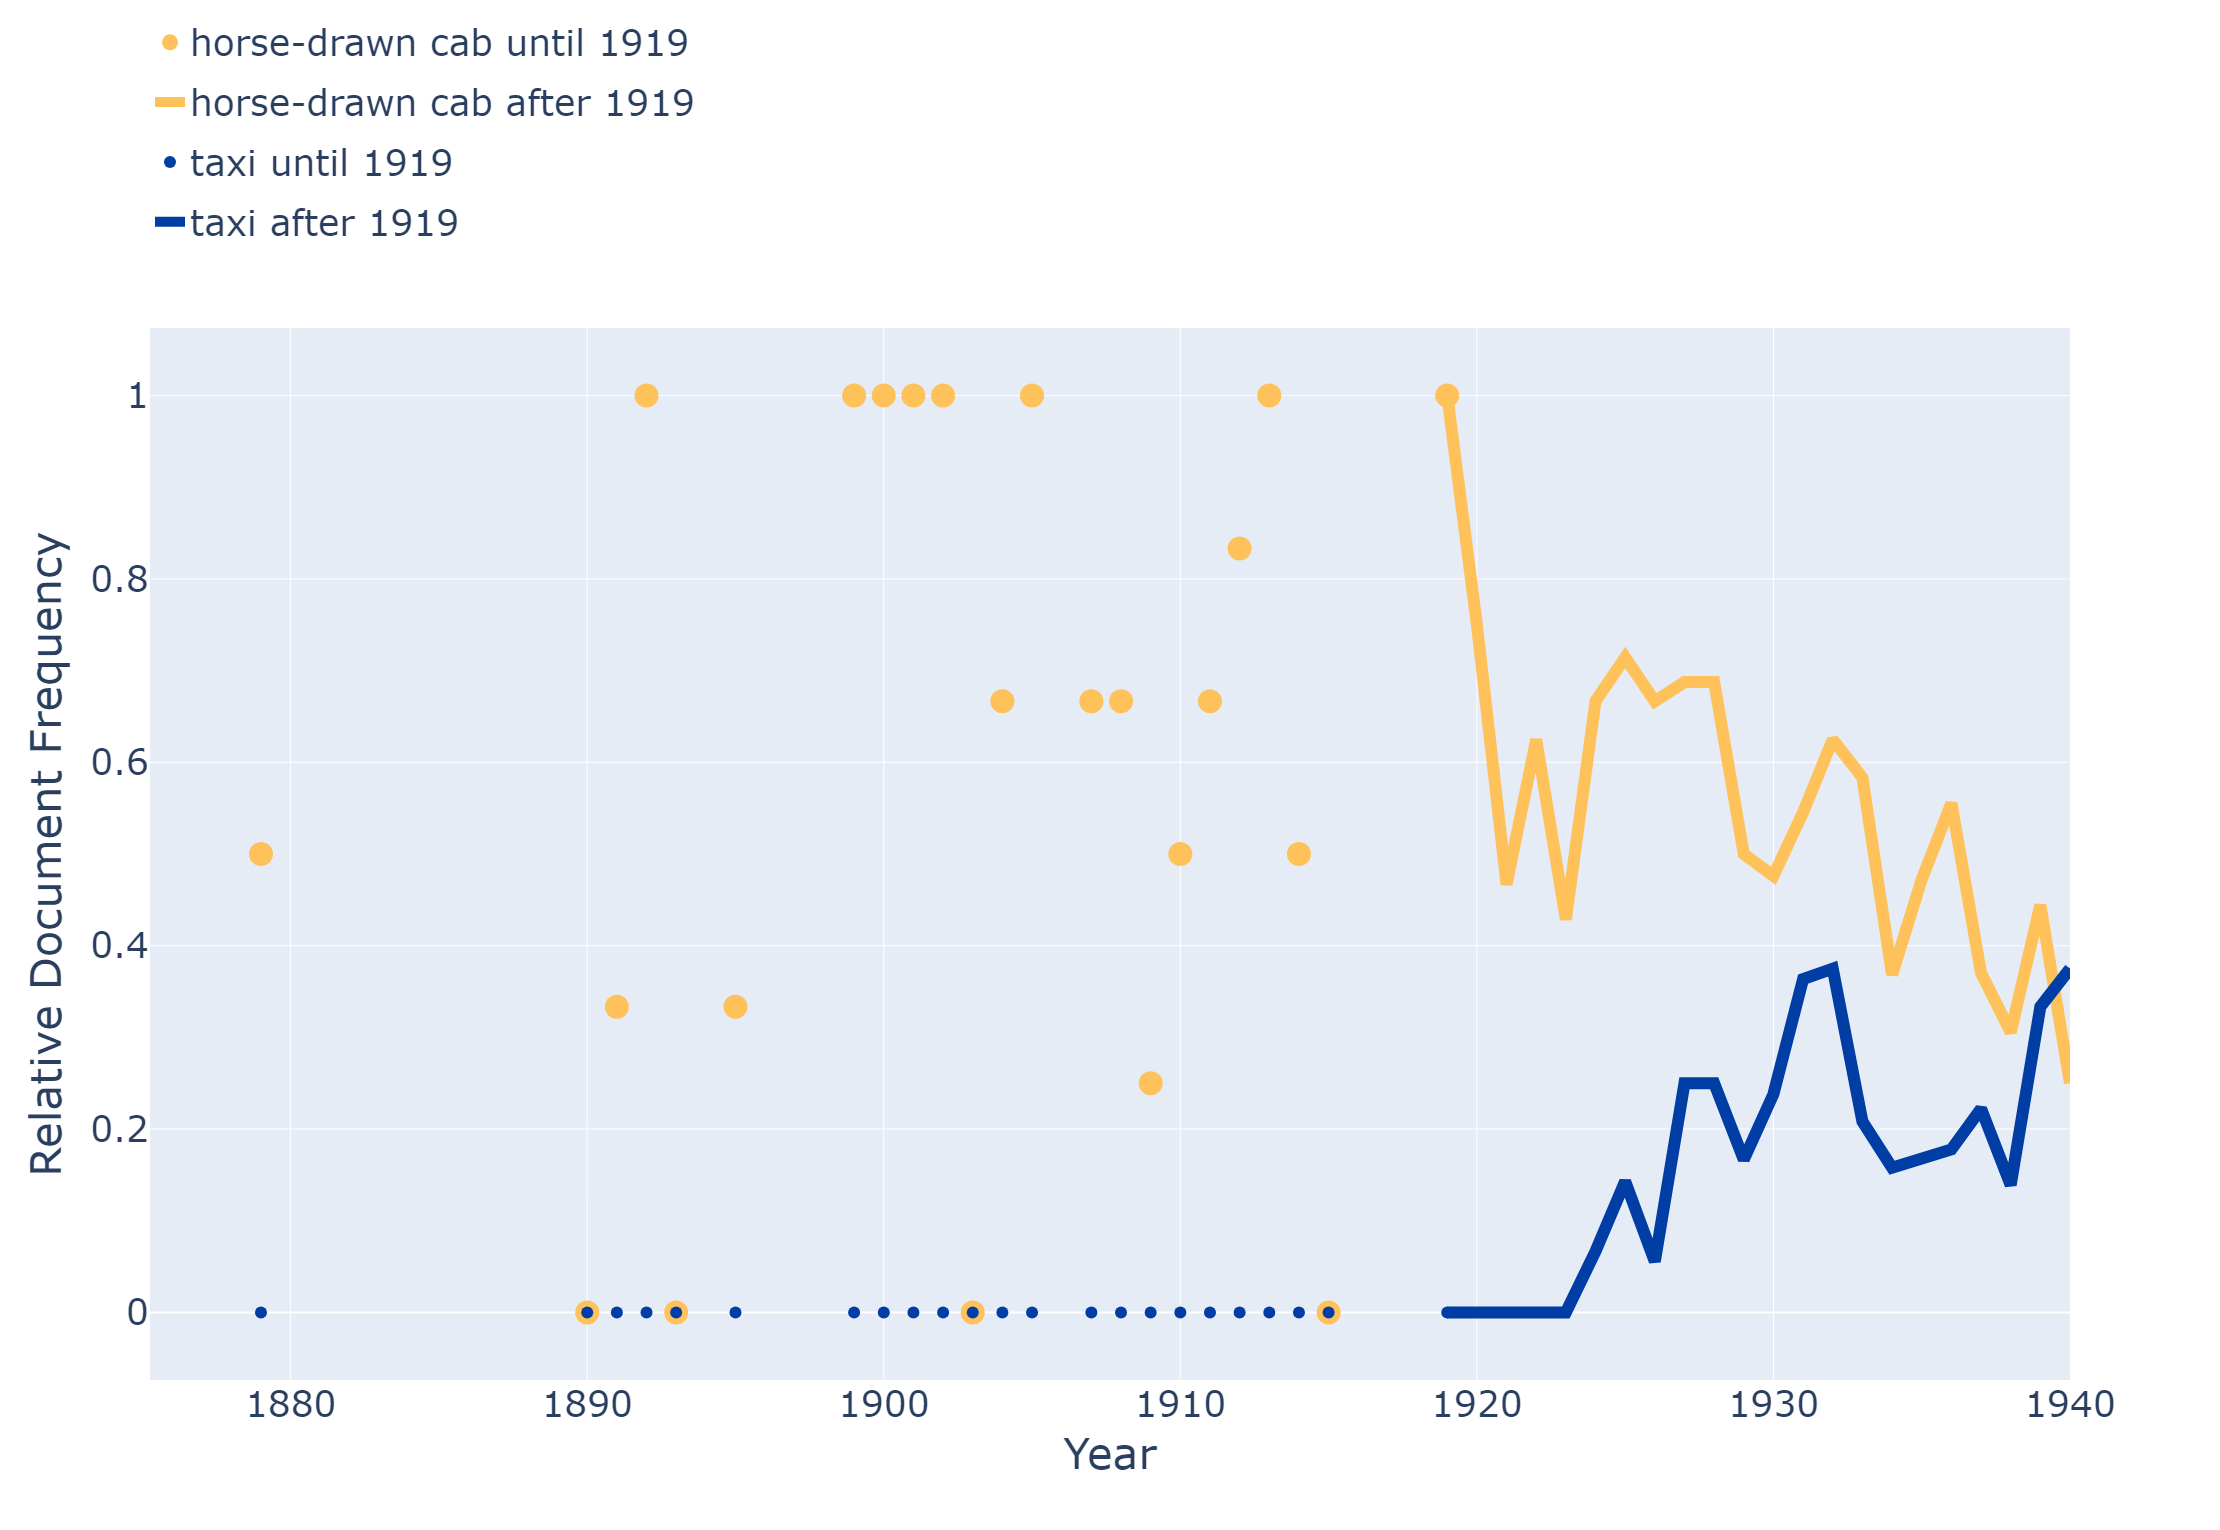 horse-drawn cab until 1919
horse-drawn cab after 1919
taxi until 1919
taxi after 1919
Relative Document Frequency
1
0.8
0.6
0.4
0.2
0
1880 1890 1900 1910 1920 1930 1940
Year